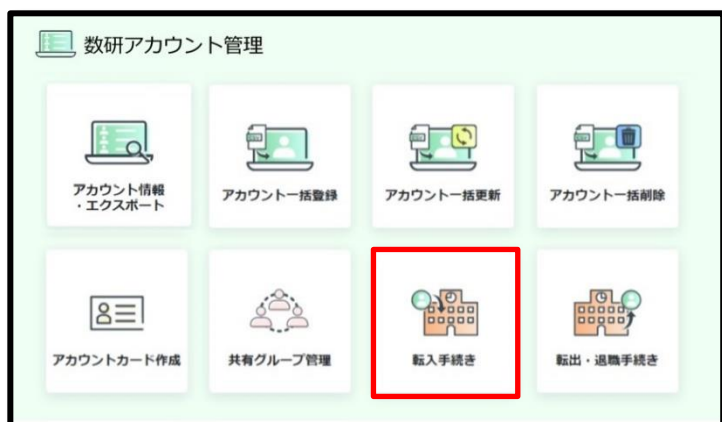 数研アカウント管理
アカウント情報
・エクスポート
アカウント一括登録
アカウント一括更新
アカウント一括削除
アカウントカード作成
共有グループ管理
転入手続き
転出・退職手続き